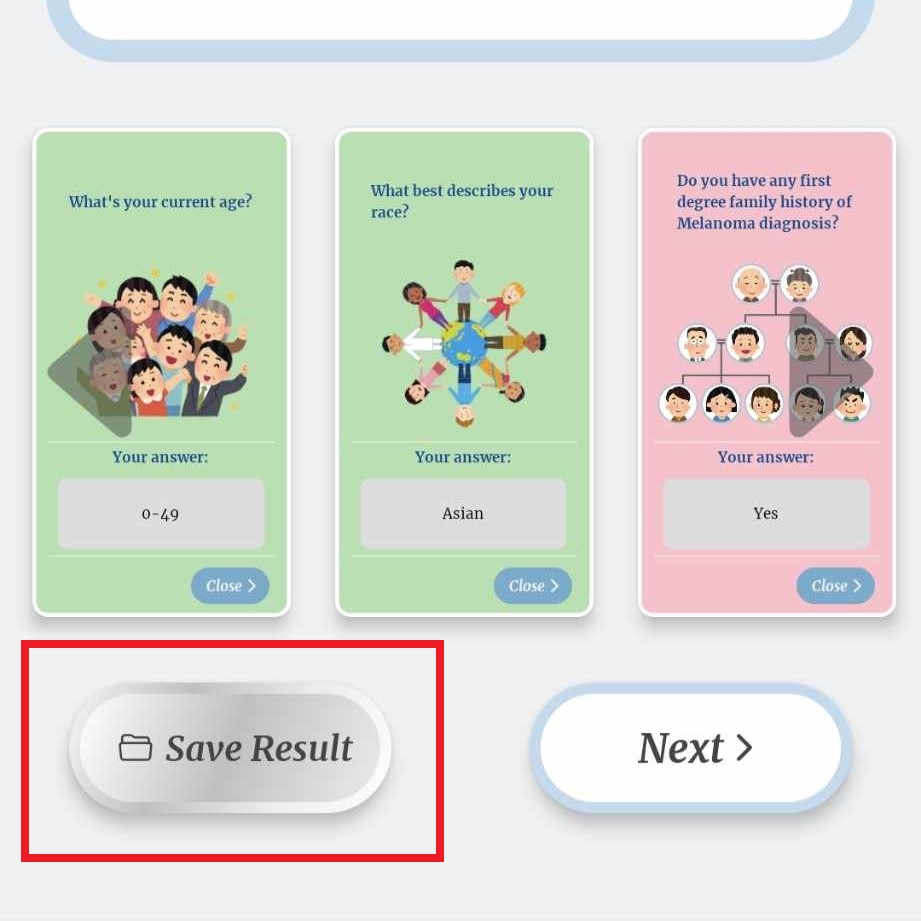 What's your current age?
Your answer:
0-49
Close
What best describes your
race?
Your answer:
Asian
Close
Do you have any first
degree family history of
Melanoma diagnosis?
Your answer:
Yes
Close
Save Result
Next